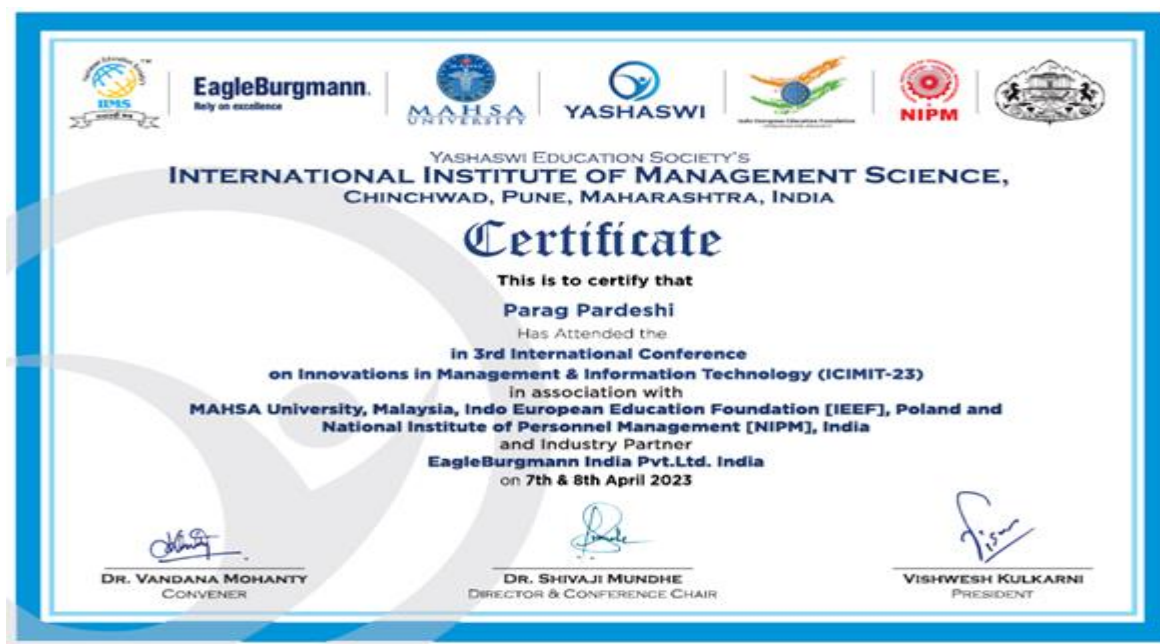 IIMS
EagleBurgmann.
Rely on excellence
MAHSA
UNIVERSITY
YASHASWI
Indo European Education Foundation
NIPM
YASHASWI EDUCATION SOCIETY'S
INTERNATIONAL INSTITUTE OF MANAGEMENT SCIENCE,
CHINCHWAD, PUNE, MAHARASHTRA, INDIA
Certificate
This is to certify that
Parag Pardeshi
Has Attended the
in 3rd International Conference
on Innovations in Management & Information Technology (ICIMIT-23)
in association with
MAHSA University, Malaysia, Indo European Education Foundation [IEEF], Poland and
National Institute of Personnel Management [NIPM], India
and Industry Partner
EagleBurgmann India Pvt.Ltd. India
on 7th & 8th April 2023
DR. VANDANA MOHANTY
CONVENER
DR. SHIVAJI MUNDHE
DIRECTOR & CONFERENCE CHAIR
VISHWESH KULKARNI
PRESIDENT